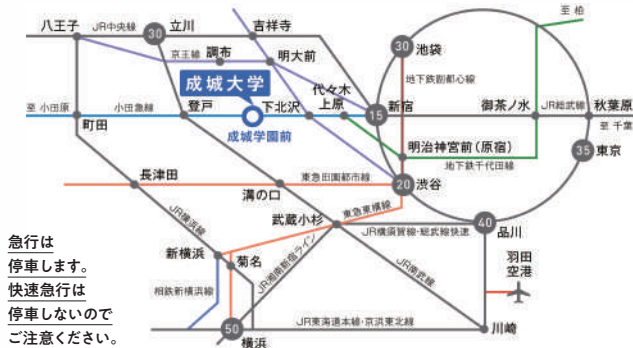 八王子
JR中央線
30
立川
吉祥寺
京王線
調布
明大前
30
池袋
至 柏
成城大学
代々木
上原
地下鉄副都心線
至 小田原
小田急線
登戸
下北沢
15
新宿
御茶ノ水
JR総武線
秋葉原
至 千葉
町田
成城学園前
明治神宮前(原宿)
35
東京
地下鉄千代田線
長津田
東急田園都市線
20
渋谷
溝の口
東急東横線
武蔵小杉
40
品川
JR横浜線
JR横須賀線・総武線快速
急行は
停車します。
快速急行は
停車しないので
ご注意ください。
新横浜
菊名
JR湘南新宿ライン
JR南武線
羽田
空港
相鉄新横浜線
50
横浜
JR東海道本線・京浜東北線
川崎